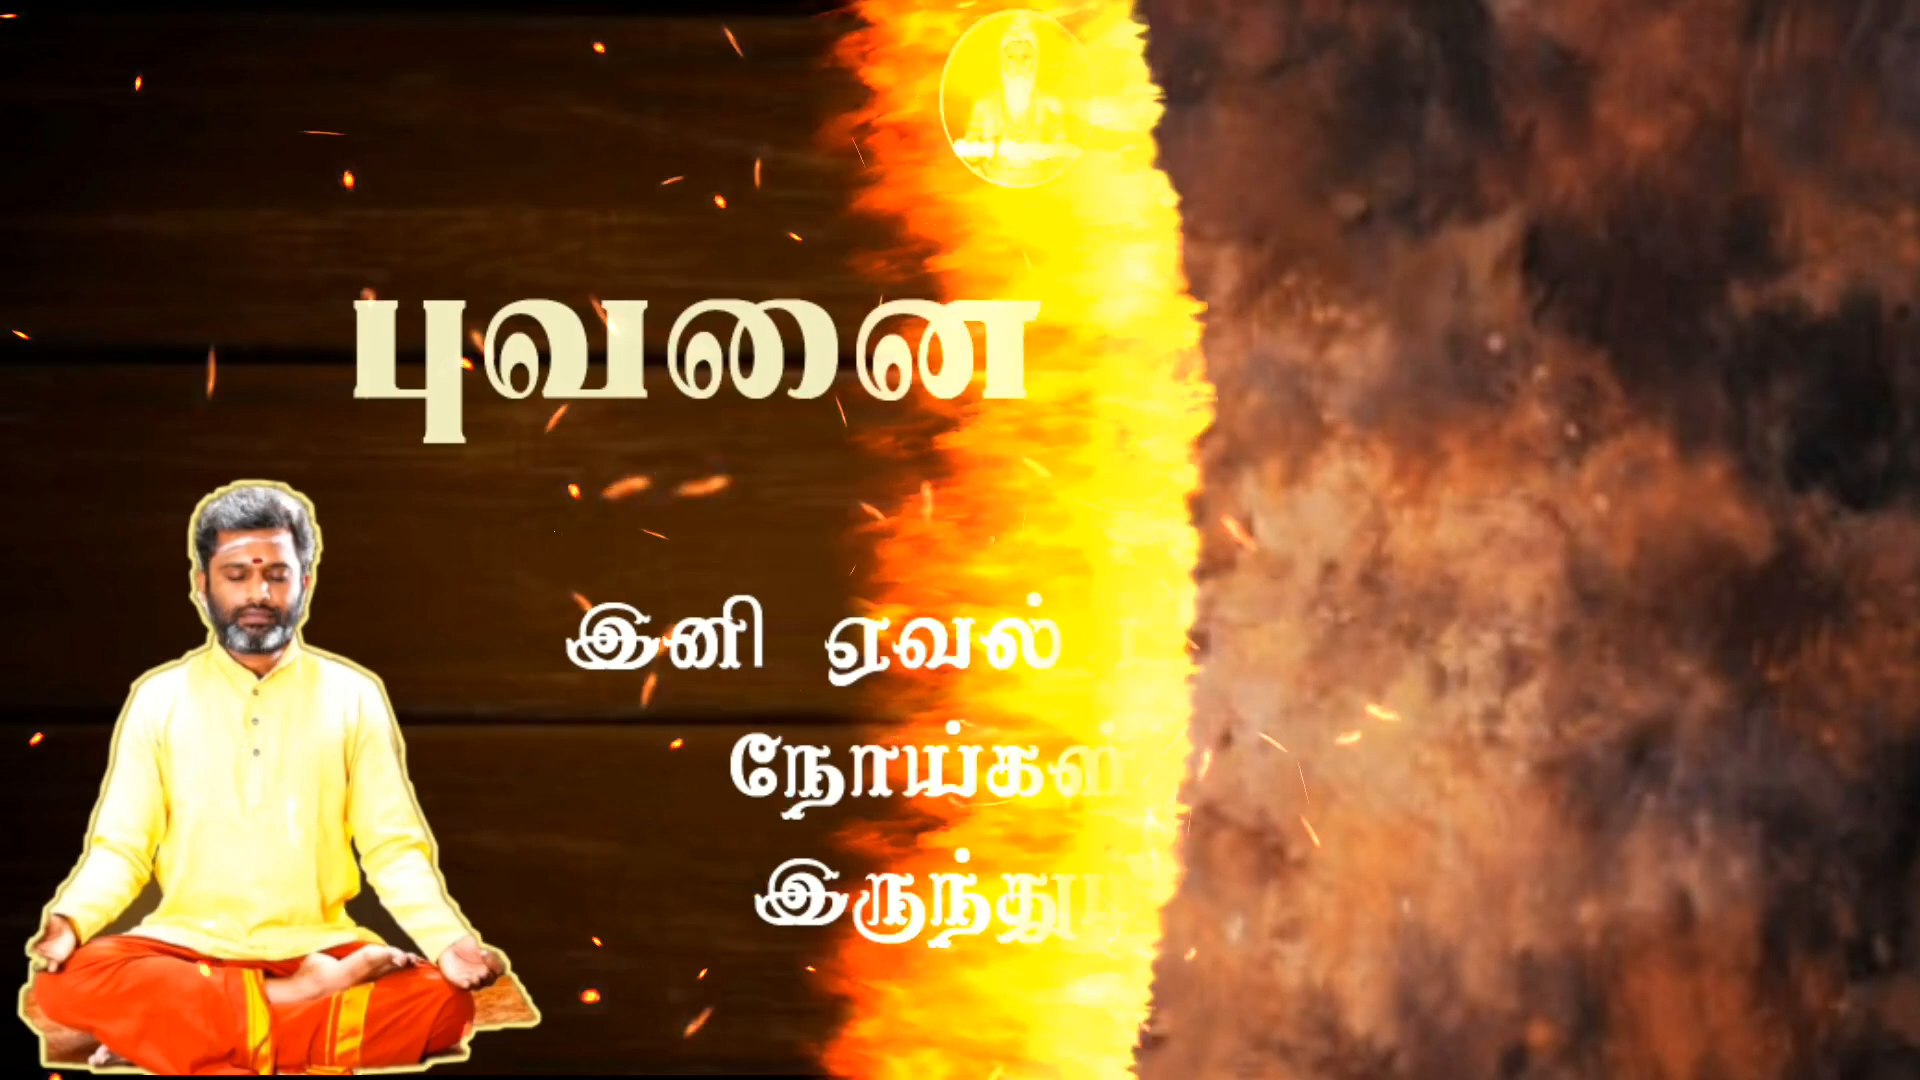 புவனை
இனி ஏவல்
நோய்கள்
இருந்து